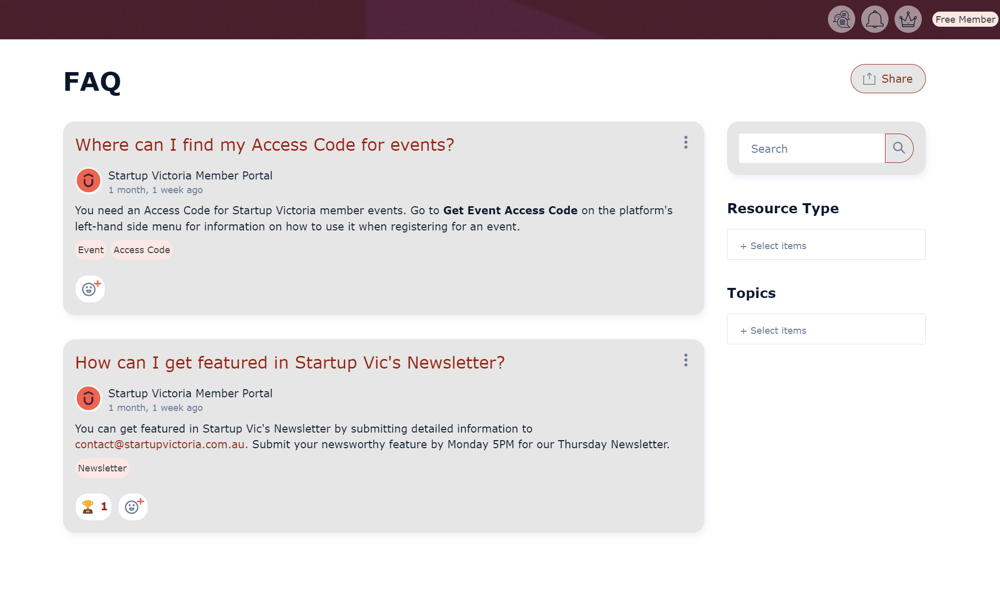 Free Member
FAQ
Share
Where can I find my Access Code for events?
Startup Victoria Member Portal
1 month, 1 week ago
You need an Access Code for Startup Victoria member events. Go to Get Event Access Code on the platform's
left-hand side menu for information on how to use it when registering for an event.
Event Access Code
How can I get featured in Startup Vic's Newsletter?
Startup Victoria Member Portal
1 month, 1 week ago
You can get featured in Startup Vic's Newsletter by submitting detailed information to
contact@startupvictoria.com.au. Submit your newsworthy feature by Monday 5PM for our Thursday Newsletter.
Newsletter
1
Search
Resource Type
+ Select items
Topics
+ Select items